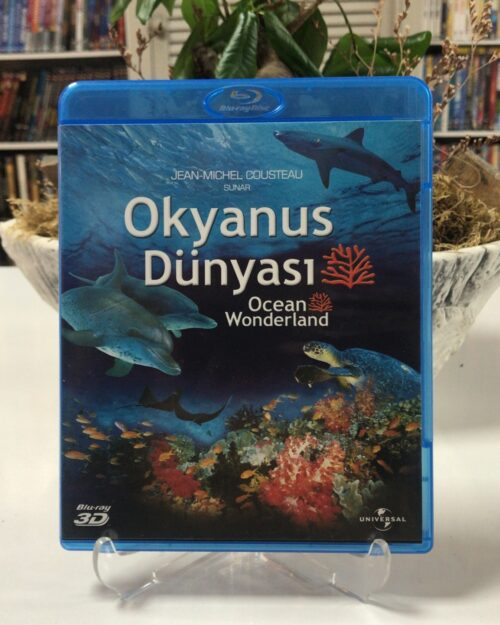 Blu-ray Disc
JEAN-MICHEL COUSTEAU
SUNAR
Okyanus
Dünyası
Ocean
Wonderland
Blu-ray
3D
UNIVERSAL